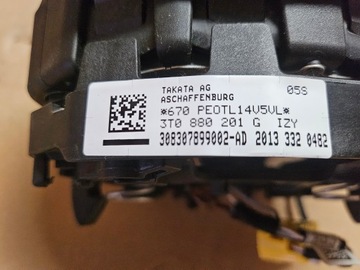 TAKATA AG 05S
ASCHAFFENBURG
*670 PEOTL14V5VL*
3T0 880 201 G IZY
308307899002-AD 2013 332 0482